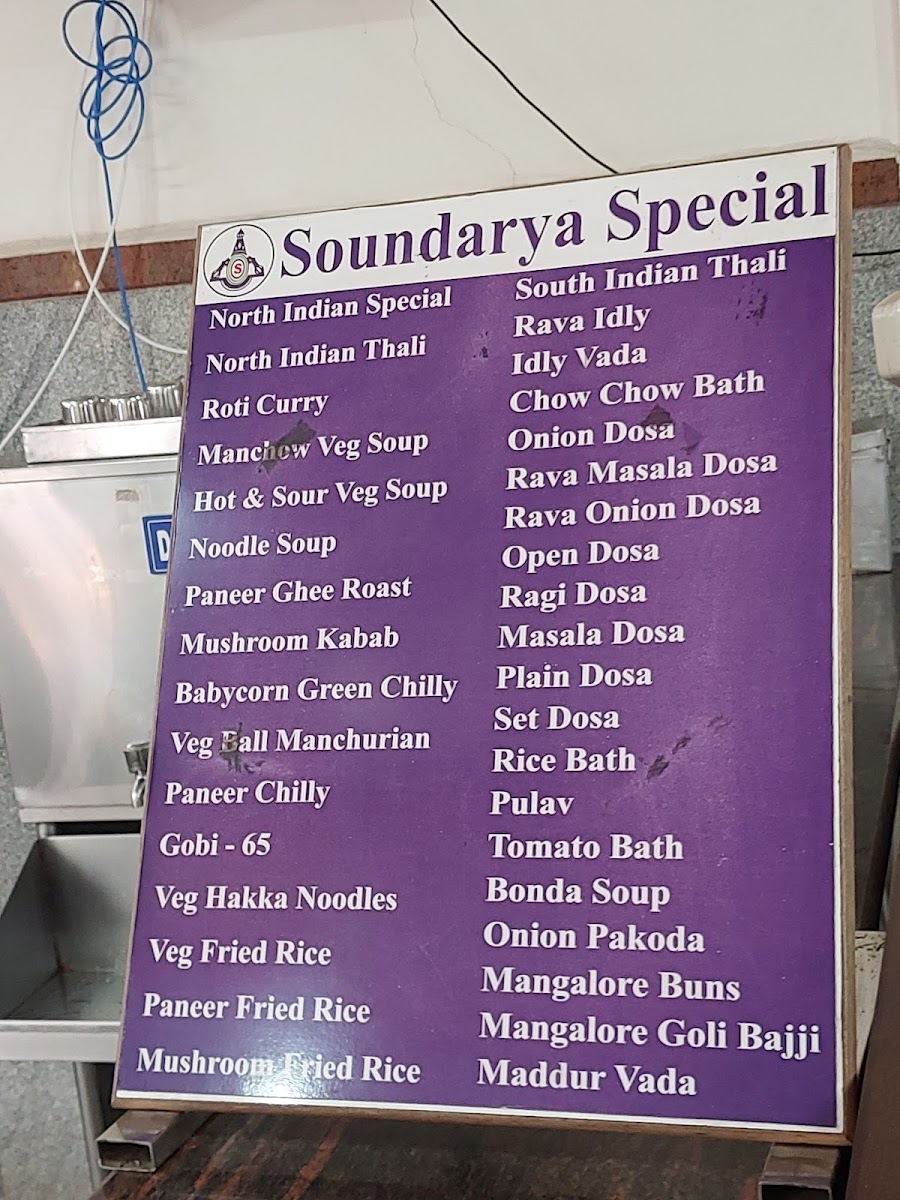 S
Soundarya Special
North Indian Special
North Indian Thali
Roti Curry
Manchow Veg Soup
Hot & Sour Veg Soup
Noodle Soup
Paneer Ghee Roast
Mushroom Kabab
Babycorn Green Chilly
Veg Ball Manchurian
Paneer Chilly
Gobi - 65
Veg Hakka Noodles
Veg Fried Rice
Paneer Fried Rice
Mushroom Fried Rice
South Indian Thali
Rava Idly
Idly Vada
Chow Chow Bath
Onion Dosa
Rava Masala Dosa
Rava Onion Dosa
Open Dosa
Ragi Dosa
Masala Dosa
Plain Dosa
Set Dosa
Rice Bath
Pulav
Tomato Bath
Bonda Soup
Onion Pakoda
Mangalore Buns
Mangalore Goli Bajji
Maddur Vada